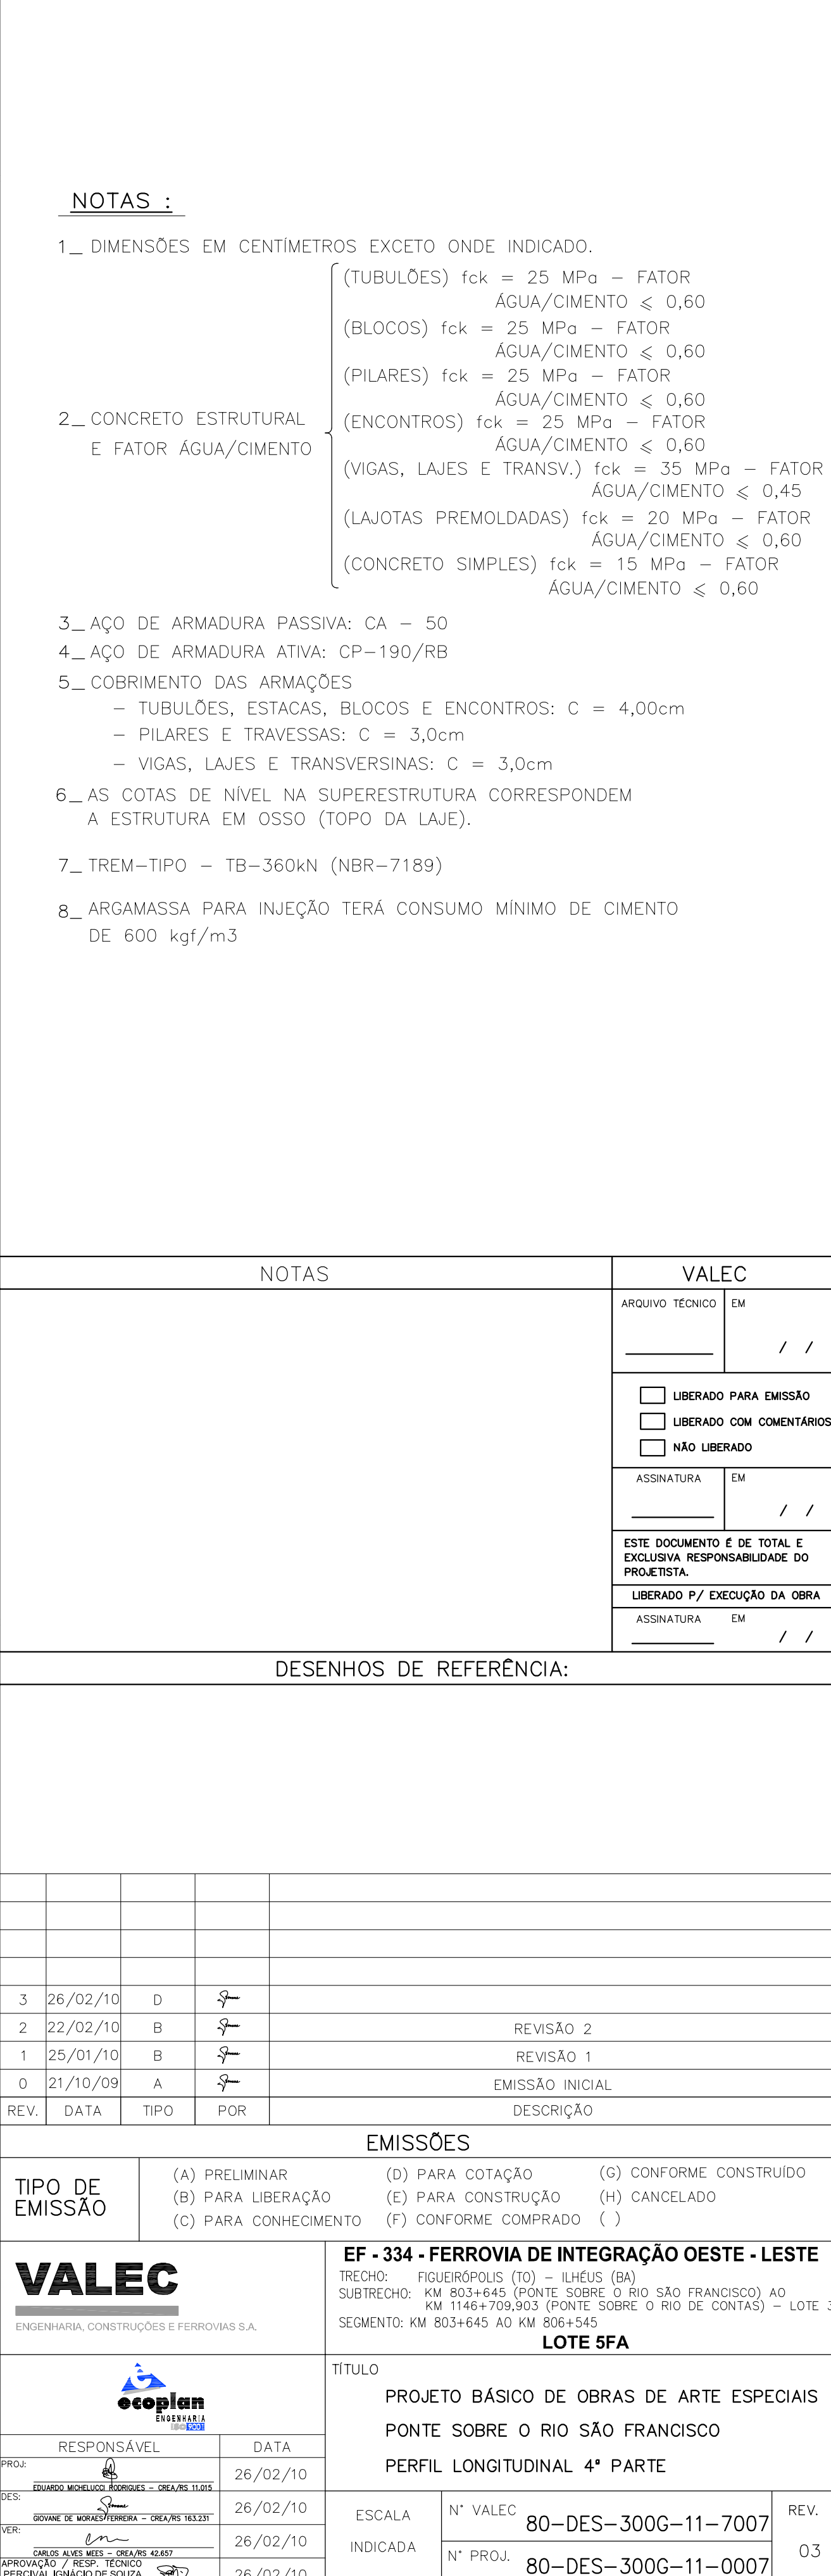 NOTAS :
1_ DIMENSÕES EM CENTÍMETROS EXCETO ONDE INDICADO.
2_ CONCRETO ESTRUTURAL
E FATOR ÁGUA/CIMENTO
(TUBULÕES) fck = 25 MPa - FATOR
ÁGUA/CIMENTO ⩽ 0,60
(BLOCOS) fck = 25 MPa - FATOR
ÁGUA/CIMENTO ⩽ 0,60
(PILARES) fck = 25 MPa - FATOR
ÁGUA/CIMENTO ⩽ 0,60
(ENCONTROS) fck = 25 MPa - FATOR
ÁGUA/CIMENTO ⩽ 0,60
(VIGAS, LAJES E TRANSV.) fck = 35 MPa - FATOR
ÁGUA/CIMENTO ⩽ 0,45
(LAJOTAS PREMOLDADAS) fck = 20 MPa - FATOR
ÁGUA/CIMENTO ⩽ 0,60
(CONCRETO SIMPLES) fck = 15 MPa - FATOR
ÁGUA/CIMENTO ⩽ 0,60
3_ AÇO DE ARMADURA PASSIVA: CA - 50
4_ AÇO DE ARMADURA ATIVA: CP-190/RB
5_ COBRIMENTO DAS ARMAÇÕES
- TUBULÕES, ESTACAS, BLOCOS E ENCONTROS: C = 4,00cm
- PILARES E TRAVESSAS: C = 3,0cm
- VIGAS, LAJES E TRANSVERSINAS: C = 3,0cm
6_ AS COTAS DE NÍVEL NA SUPERESTRUTURA CORRESPONDEM
A ESTRUTURA EM OSSO (TOPO DA LAJE).
7_ TREM-TIPO - TB-360kN (NBR-7189)
8_ ARGAMASSA PARA INJEÇÃO TERÁ CONSUMO MÍNIMO DE CIMENTO
DE 600 kgf/m3
NOTAS
VALEC
ARQUIVO TÉCNICO EM
/ /
LIBERADO PARA EMISSÃO
LIBERADO COM COMENTÁRIOS
NÃO LIBERADO
ASSINATURA EM
/ /
ESTE DOCUMENTO É DE TOTAL E
EXCLUSIVA RESPONSABILIDADE DO
PROJETISTA.
LIBERADO P/ EXECUÇÃO DA OBRA
ASSINATURA EM
/ /
DESENHOS DE REFERÊNCIA:
3 26/02/10 D
2 22/02/10 B REVISÃO 2
1 25/01/10 B REVISÃO 1
0 21/10/09 A EMISSÃO INICIAL
REV. DATA TIPO POR DESCRIÇÃO
EMISSÕES
TIPO DE
EMISSÃO
(A) PRELIMINAR (D) PARA COTAÇÃO (G) CONFORME CONSTRUÍDO
(B) PARA LIBERAÇÃO (E) PARA CONSTRUÇÃO (H) CANCELADO
(C) PARA CONHECIMENTO (F) CONFORME COMPRADO ( )
VALEC
ENGENHARIA, CONSTRUÇÕES E FERROVIAS S.A.
EF - 334 - FERROVIA DE INTEGRAÇÃO OESTE - LESTE
TRECHO: FIGUEIRÓPOLIS (TO) - ILHÉUS (BA)
SUBTRECHO: KM 803+645 (PONTE SOBRE O RIO SÃO FRANCISCO) AO
KM 1146+709,903 (PONTE SOBRE O RIO DE CONTAS) - LOTE 3
SEGMENTO: KM 803+645 AO KM 806+545
LOTE 5FA
ecoplan
ENGENHARIA
ISO 9001
TÍTULO
PROJETO BÁSICO DE OBRAS DE ARTE ESPECIAIS
PONTE SOBRE O RIO SÃO FRANCISCO
PERFIL LONGITUDINAL 4ª PARTE
RESPONSÁVEL DATA
PROJ:
EDUARDO MICHELUCCI RODRIGUES - CREA/RS 11.015
26/02/10
DES:
GIOVANE DE MORAES FERREIRA - CREA/RS 163.231
26/02/10
VER:
CARLOS ALVES MEES - CREA/RS 42.657
26/02/10
APROVAÇÃO / RESP. TÉCNICO
PERCIVAL IGNÁCIO DE SOUZA
26/02/10
ESCALA
INDICADA
N° VALEC
80-DES-300G-11-7007
N° PROJ.
80-DES-300G-11-0007
REV.
03